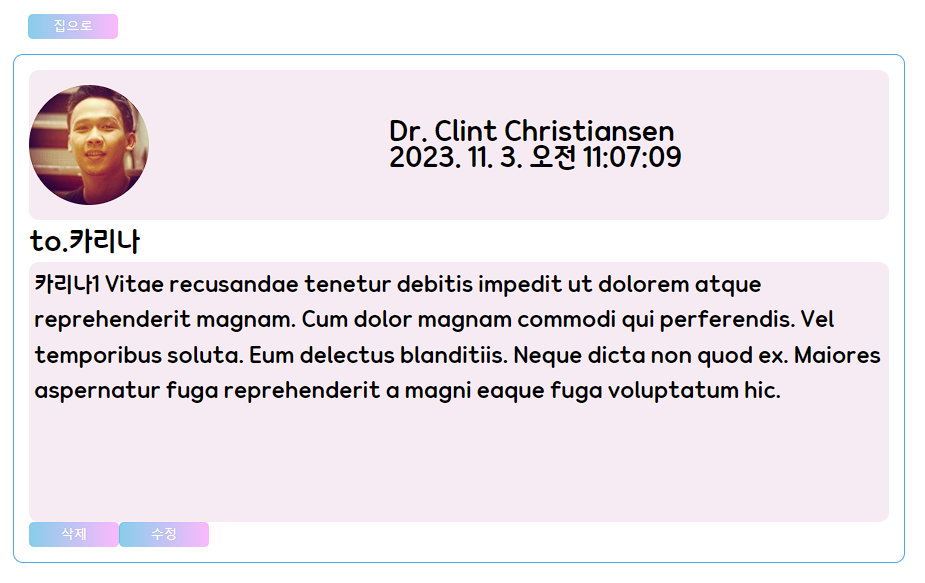 집으로
Dr. Clint Christiansen
2023. 11. 3. 오전 11:07:09
to.카리나
카리나1 Vitae recusandae tenetur debitis impedit ut dolorem atque
reprehenderit magnam. Cum dolor magnam commodi qui perferendis. Vel
temporibus soluta. Eum delectus blanditiis. Neque dicta non quod ex. Maiores
aspernatur fuga reprehenderit a magni eaque fuga voluptatum hic.
삭제 수정